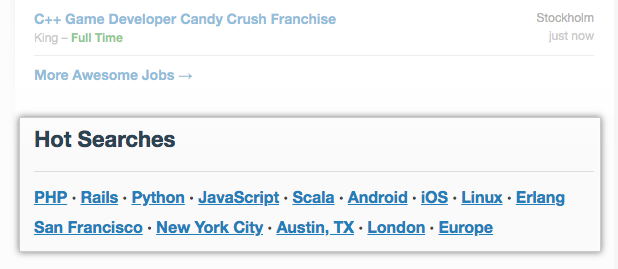 C++ Game Developer Candy Crush Franchise
Stockholm
King – Full Time
just now
More Awesome Jobs →
Hot Searches
PHP · Rails · Python · JavaScript · Scala · Android · iOS · Linux · Erlang
San Francisco · New York City · Austin, TX · London · Europe